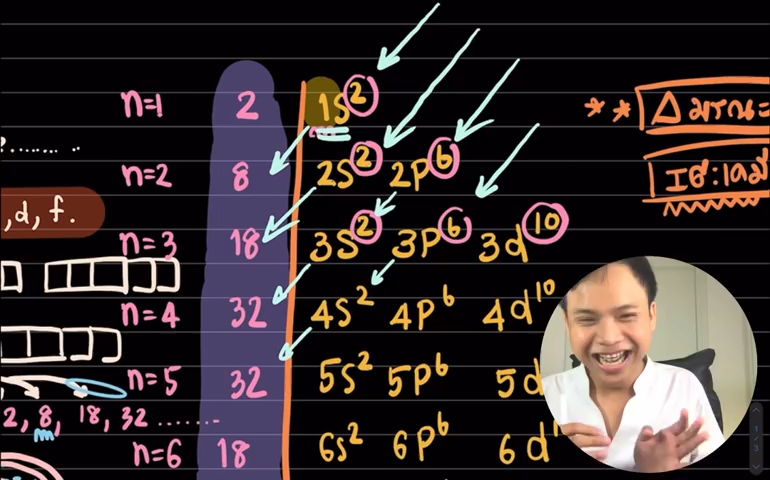 n=1 2 1s²
n=2 8 2s² 2p⁶
n=3 18 3s² 3p⁶ 3d¹⁰
n=4 32 4s² 4p⁶ 4d¹⁰
n=5 32 5s² 5p⁶ 5d
n=6 18 6s² 6p⁶ 6d
......... ..
,d,f.
2, 8, 18, 32 .......
m
** Δ